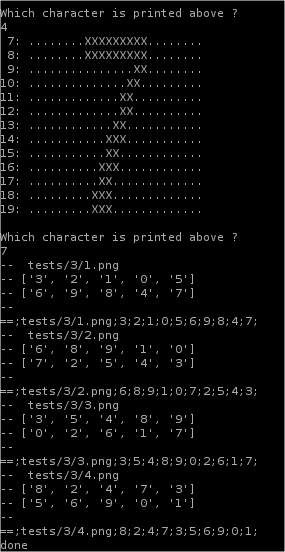 Which character is printed above ?
4
 7: ........XXXXXXXXX........
 8: ........XXXXXXXXX........
 9: ...............XX........
10: ..............XX.........
11: .............XX..........
12: .............XX..........
13: ............XX...........
14: ...........XXX...........
15: ...........XX............
16: ..........XXX............
17: ..........XX.............
18: .........XXX.............
19: .........XXX.............

Which character is printed above ?
7
--  tests/3/1.png
-- ['3', '2', '1', '0', '5']
-- ['6', '9', '8', '4', '7']
--
==;tests/3/1.png;3;2;1;0;5;6;9;8;4;7;
--  tests/3/2.png
-- ['6', '8', '9', '1', '0']
-- ['7', '2', '5', '4', '3']
--
==;tests/3/2.png;6;8;9;1;0;7;2;5;4;3;
--  tests/3/3.png
-- ['3', '5', '4', '8', '9']
-- ['0', '2', '6', '1', '7']
--
==;tests/3/3.png;3;5;4;8;9;0;2;6;1;7;
--  tests/3/4.png
-- ['8', '2', '4', '7', '3']
-- ['5', '6', '9', '0', '1']
--
==;tests/3/4.png;8;2;4;7;3;5;6;9;0;1;
done